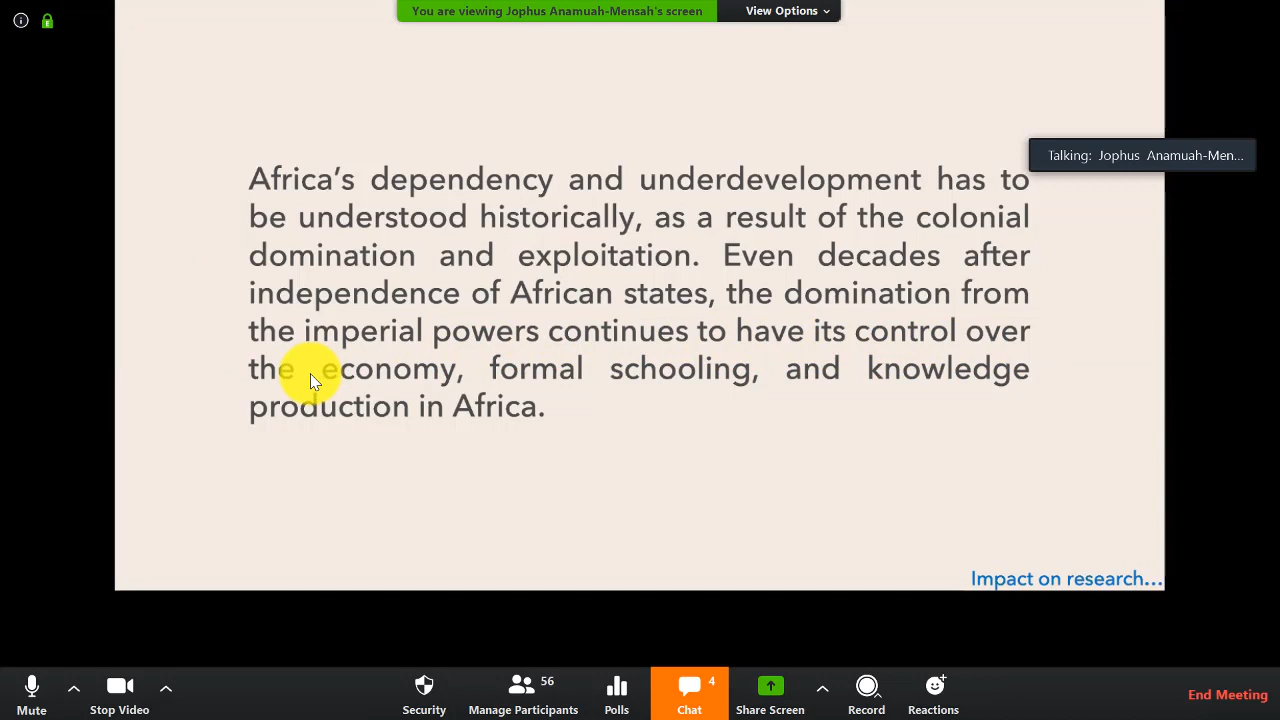 You are viewing Jophus Anamuah-Mensah's screen
View Options
Talking: Jophus Anamuah-Men...
Africa's dependency and underdevelopment has to
be understood historically, as a result of the colonial
domination and exploitation. Even decades after
independence of African states, the domination from
the imperial powers continues to have its control over
the economy, formal schooling, and knowledge
production in Africa.
Impact on research...
56
4
Mute
Stop Video
Security
Manage Participants
Polls
Chat
Share Screen
Record
Reactions
End Meeting